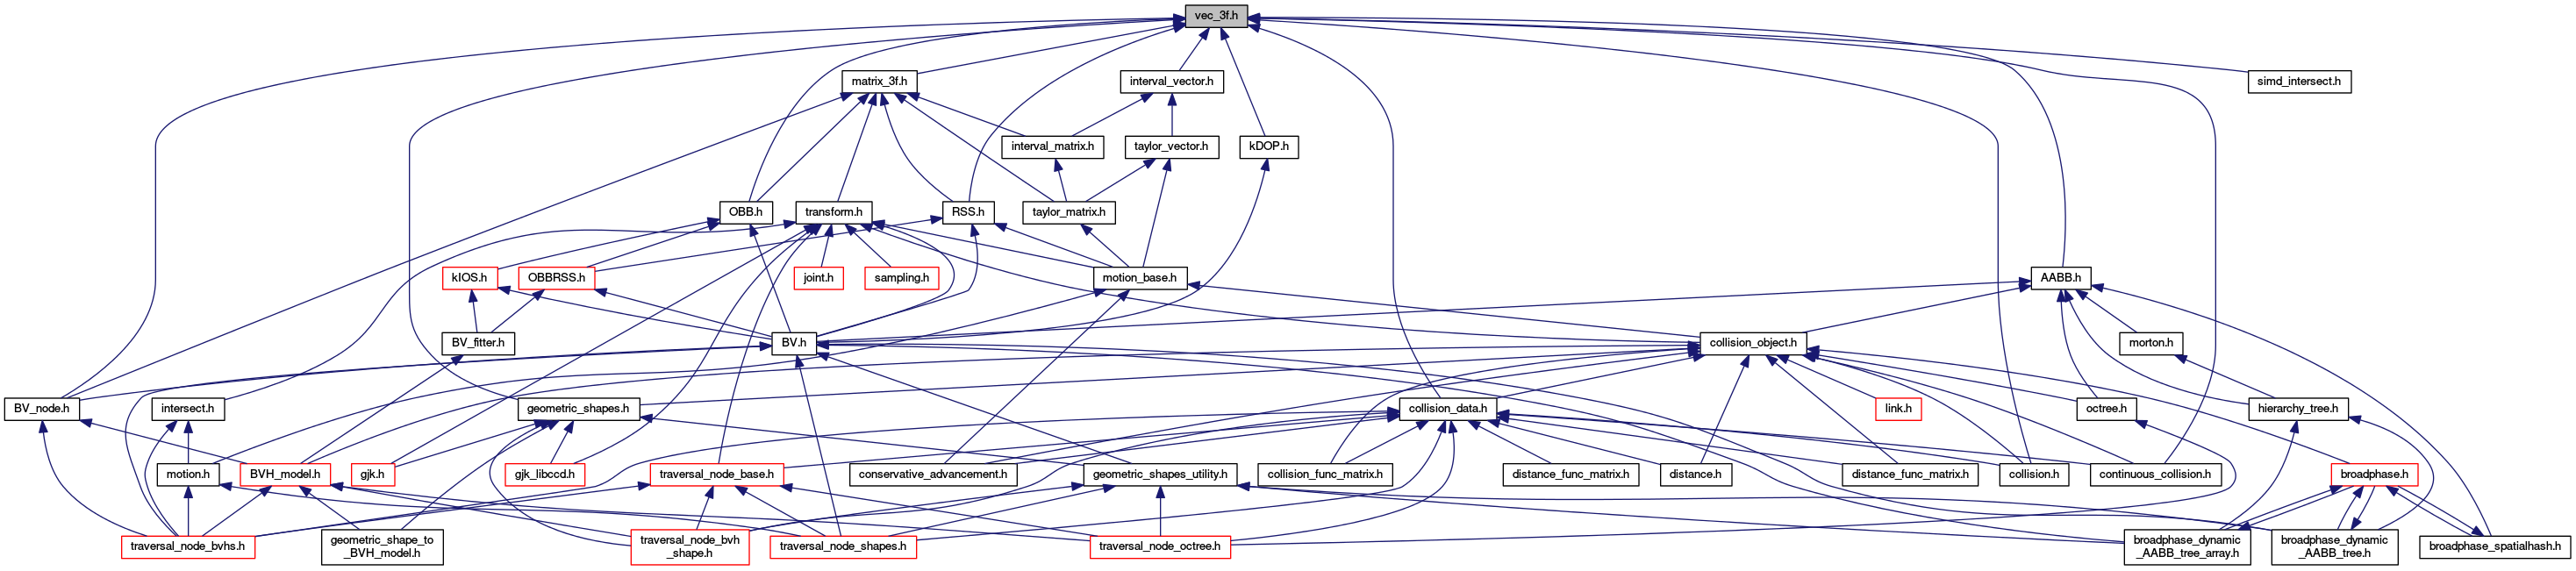 vec_3f.h
matrix_3f.h
interval_vector.h
simd_intersect.h
interval_matrix.h
taylor_vector.h
kDOP.h
OBB.h
transform.h
RSS.h
taylor_matrix.h
kIOS.h
OBBRSS.h
joint.h
sampling.h
motion_base.h
AABB.h
BV_fitter.h
BV.h
collision_object.h
morton.h
BV_node.h
intersect.h
geometric_shapes.h
collision_data.h
link.h
octree.h
hierarchy_tree.h
motion.h
BVH_model.h
gjk.h
gjk_libccd.h
traversal_node_base.h
conservative_advancement.h
geometric_shapes_utility.h
collision_func_matrix.h
distance_func_matrix.h
distance.h
distance_func_matrix.h
collision.h
continuous_collision.h
broadphase.h
traversal_node_bvhs.h
geometric_shape_to
_BVH_model.h
traversal_node_bvh
_shape.h
traversal_node_shapes.h
traversal_node_octree.h
broadphase_dynamic
_AABB_tree_array.h
broadphase_dynamic
_AABB_tree.h
broadphase_spatialhash.h